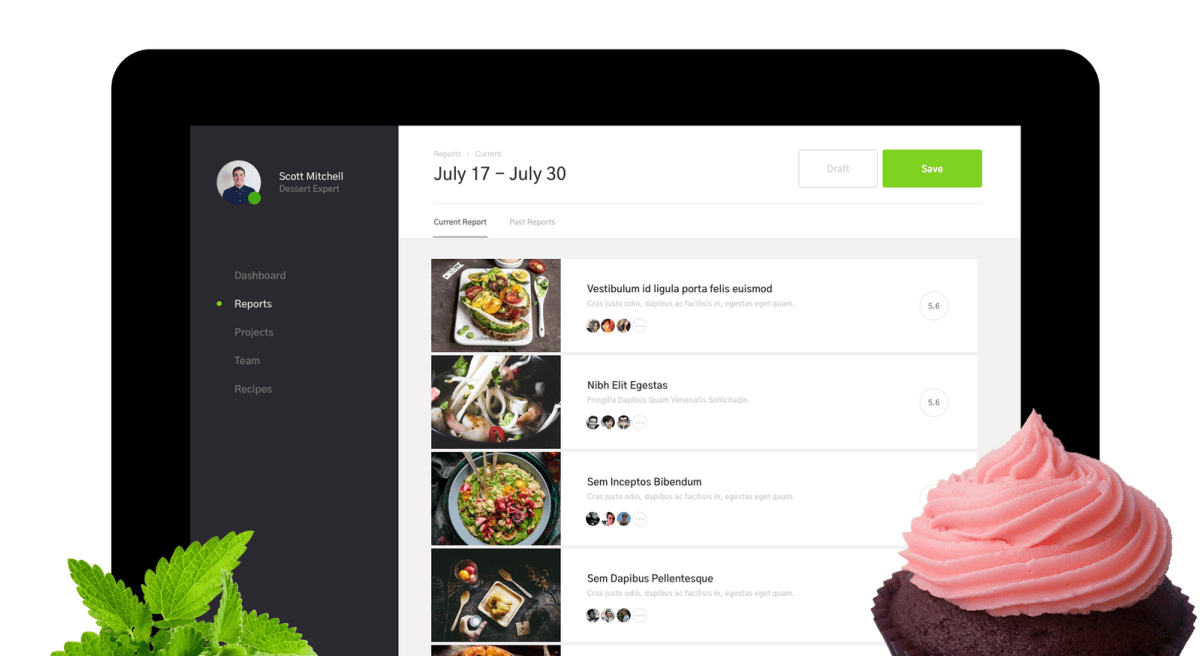 Scott Mitchell
Dessert Expert
Dashboard
Reports
Projects
Team
Recipes
Reports › Current
July 17 – July 30
Draft
Save
Current Report
Past Reports
Vestibulum id ligula porta felis euismod
Cras justo odio, dapibus ac facilisis in, egestas eget quam.
5.6
Nibh Elit Egestas
Fringilla Dapibus Quam Venenatis Sollicitudin
5.6
Sem Inceptos Bibendum
Cras justo odio, dapibus ac facilisis in, egestas eget quam.
Sem Dapibus Pellentesque
Cras justo odio, dapibus ac facilisis in, egestas eget quam.